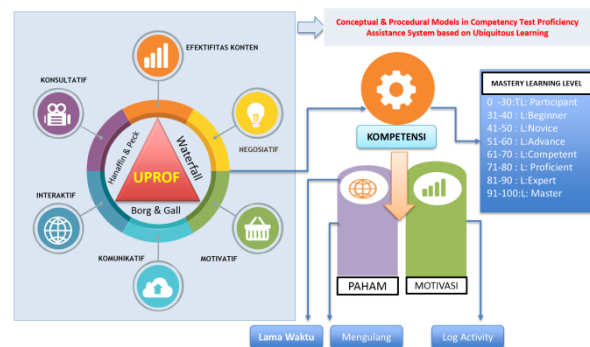 Conceptual & Procedural Models in Competency Test Proficiency
Assistance System based on Ubiquitous Learning
EFEKTIFITAS KONTEN
KONSULTATIF
NEGOSIATIF
Hanaffin & Peck
Waterfall
UPROF
Borg & Gall
INTERAKTIF
MOTIVATIF
KOMUNIKATIF
KOMPETENSI
MASTERY LEARNING LEVEL
0 -30:TL: Participant
31-40 : L:Beginner
41-50 : L:Novice
51-60 : L:Advance
61-70 : L:Competent
71-80 : L: Proficient
81-90 : L:Expert
91-100:L: Master
PAHAM
MOTIVASI
Lama Waktu
Mengulang
Log Activity